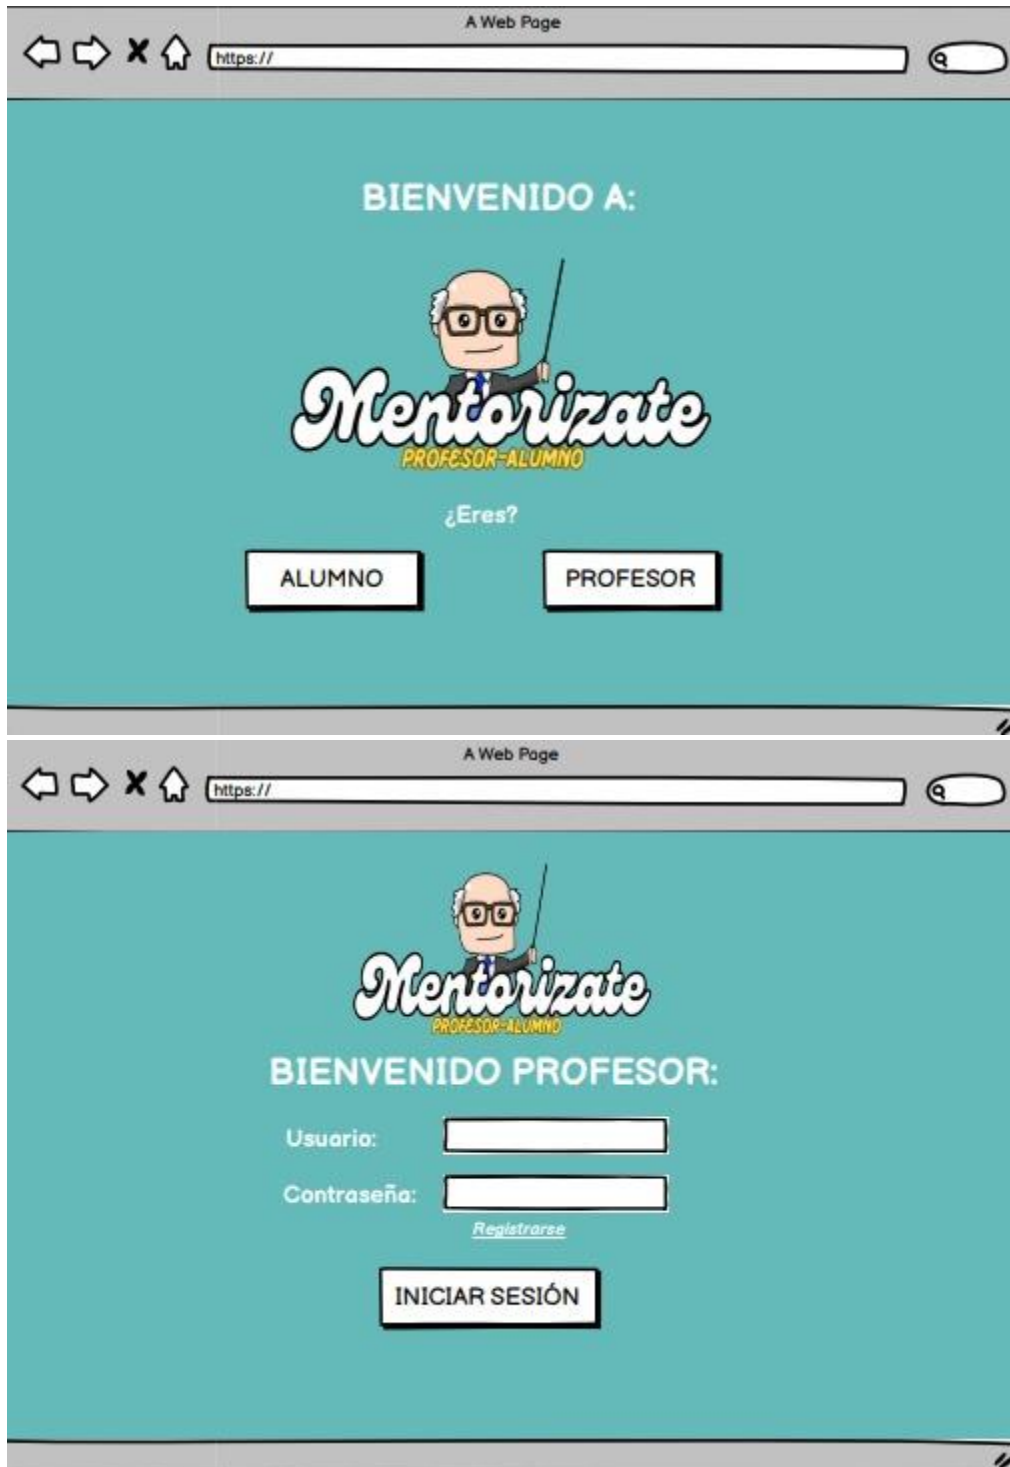 A Web Page
https://
BIENVENIDO A:
Mentorizate
PROFESOR-ALUMNO
¿Eres?
ALUMNO
PROFESOR
A Web Page
https://
Mentorizate
PROFESOR-ALUMNO
BIENVENIDO PROFESOR:
Usuario:
Contraseña:
Registrarse
INICIAR SESIÓN